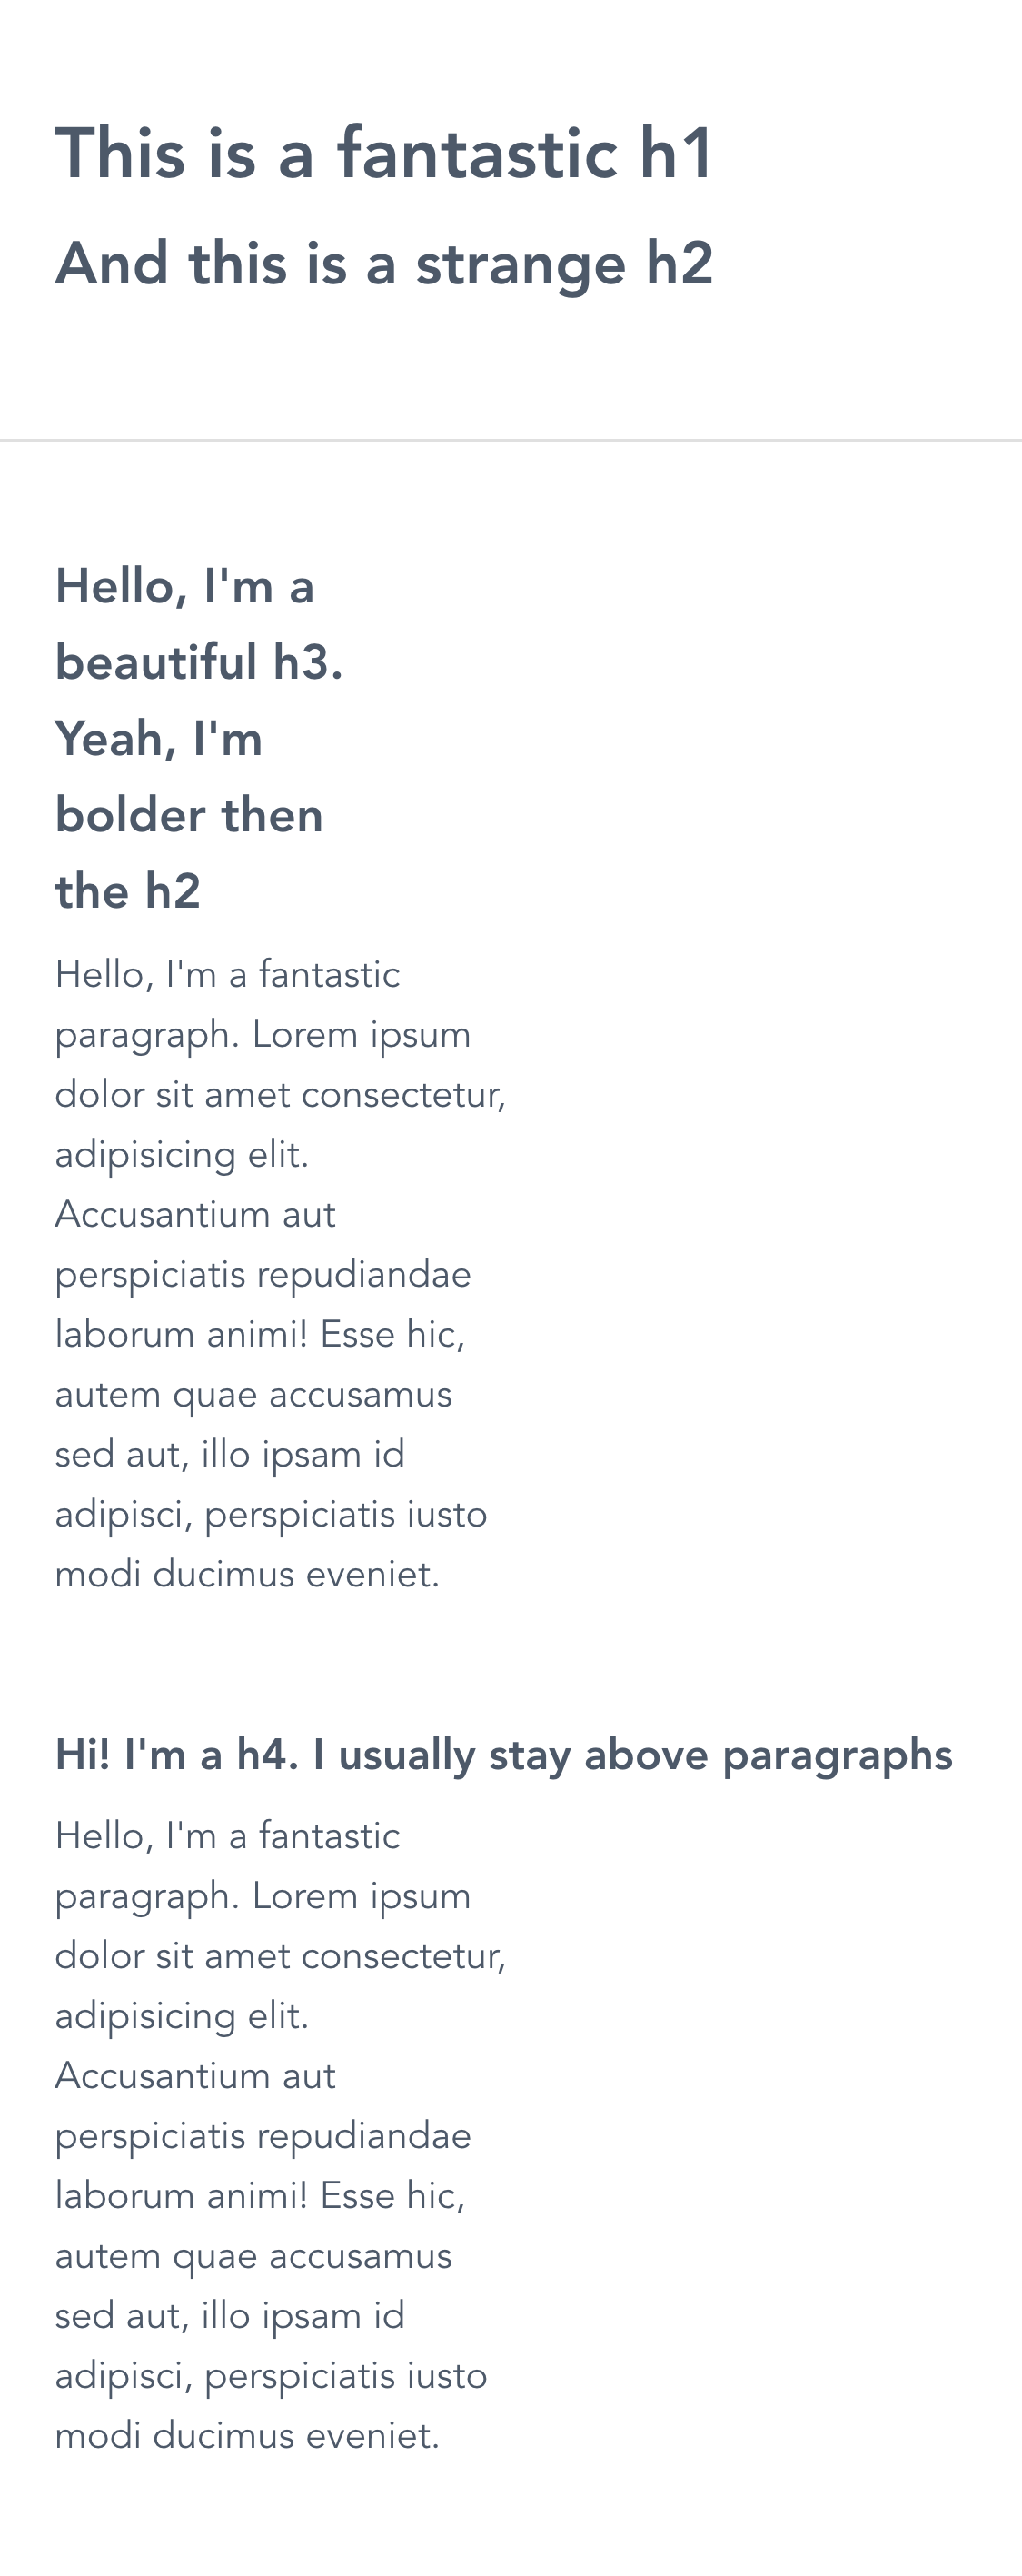 This is a fantastic h1
And this is a strange h2
Hello, I'm a
beautiful h3.
Yeah, I'm
bolder then
the h2
Hello, I'm a fantastic
paragraph. Lorem ipsum
dolor sit amet consectetur,
adipisicing elit.
Accusantium aut
perspiciatis repudiandae
laborum animi! Esse hic,
autem quae accusamus
sed aut, illo ipsam id
adipisci, perspiciatis iusto
modi ducimus eveniet.
Hi! I'm a h4. I usually stay above paragraphs
Hello, I'm a fantastic
paragraph. Lorem ipsum
dolor sit amet consectetur,
adipisicing elit.
Accusantium aut
perspiciatis repudiandae
laborum animi! Esse hic,
autem quae accusamus
sed aut, illo ipsam id
adipisci, perspiciatis iusto
modi ducimus eveniet.